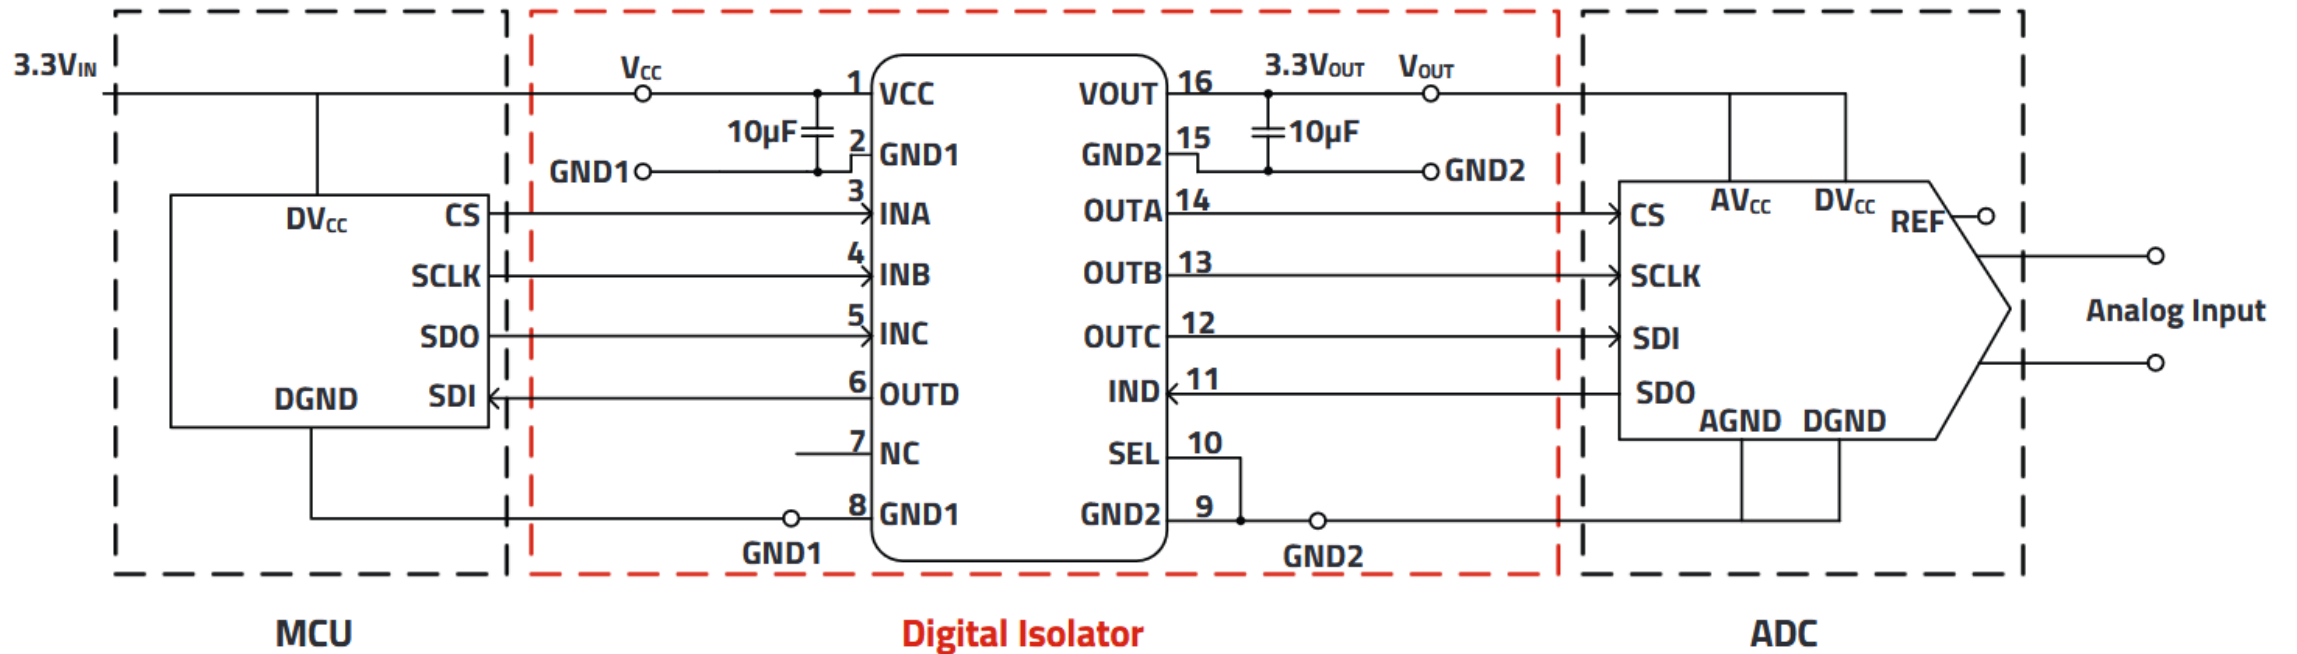 3.3VIN
VCC
10µF
GND1
DVCC
CS
SCLK
SDO
SDI
DGND
GND1
MCU
1 VCC
2 GND1
3 INA
4 INB
5 INC
6 OUTD
7 NC
8 GND1
VOUT 16
GND2 15
OUTA 14
OUTB 13
OUTC 12
IND 11
SEL 10
GND2 9
3.3VOUT
VOUT
10µF
GND2
GND2
Digital Isolator
CS
SCLK
SDI
SDO
AVCC
DVCC
REF
AGND
DGND
Analog Input
ADC